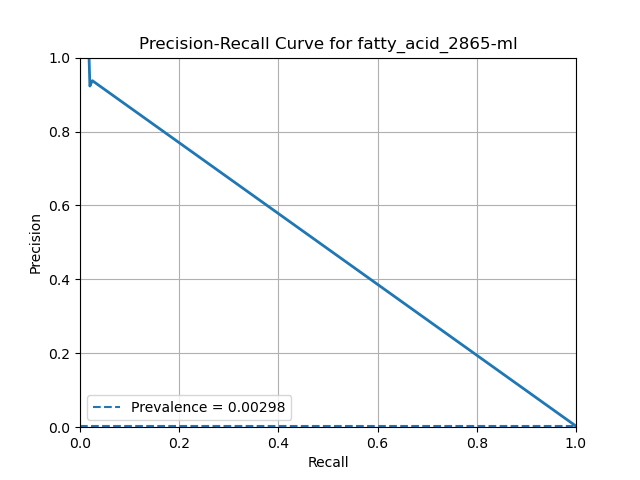 Precision-Recall Curve for fatty_acid_2865-ml
1.0
0.8
0.6
0.4
0.2
0.0
Precision
Prevalence = 0.00298
0.0 0.2 0.4 0.6 0.8 1.0
Recall